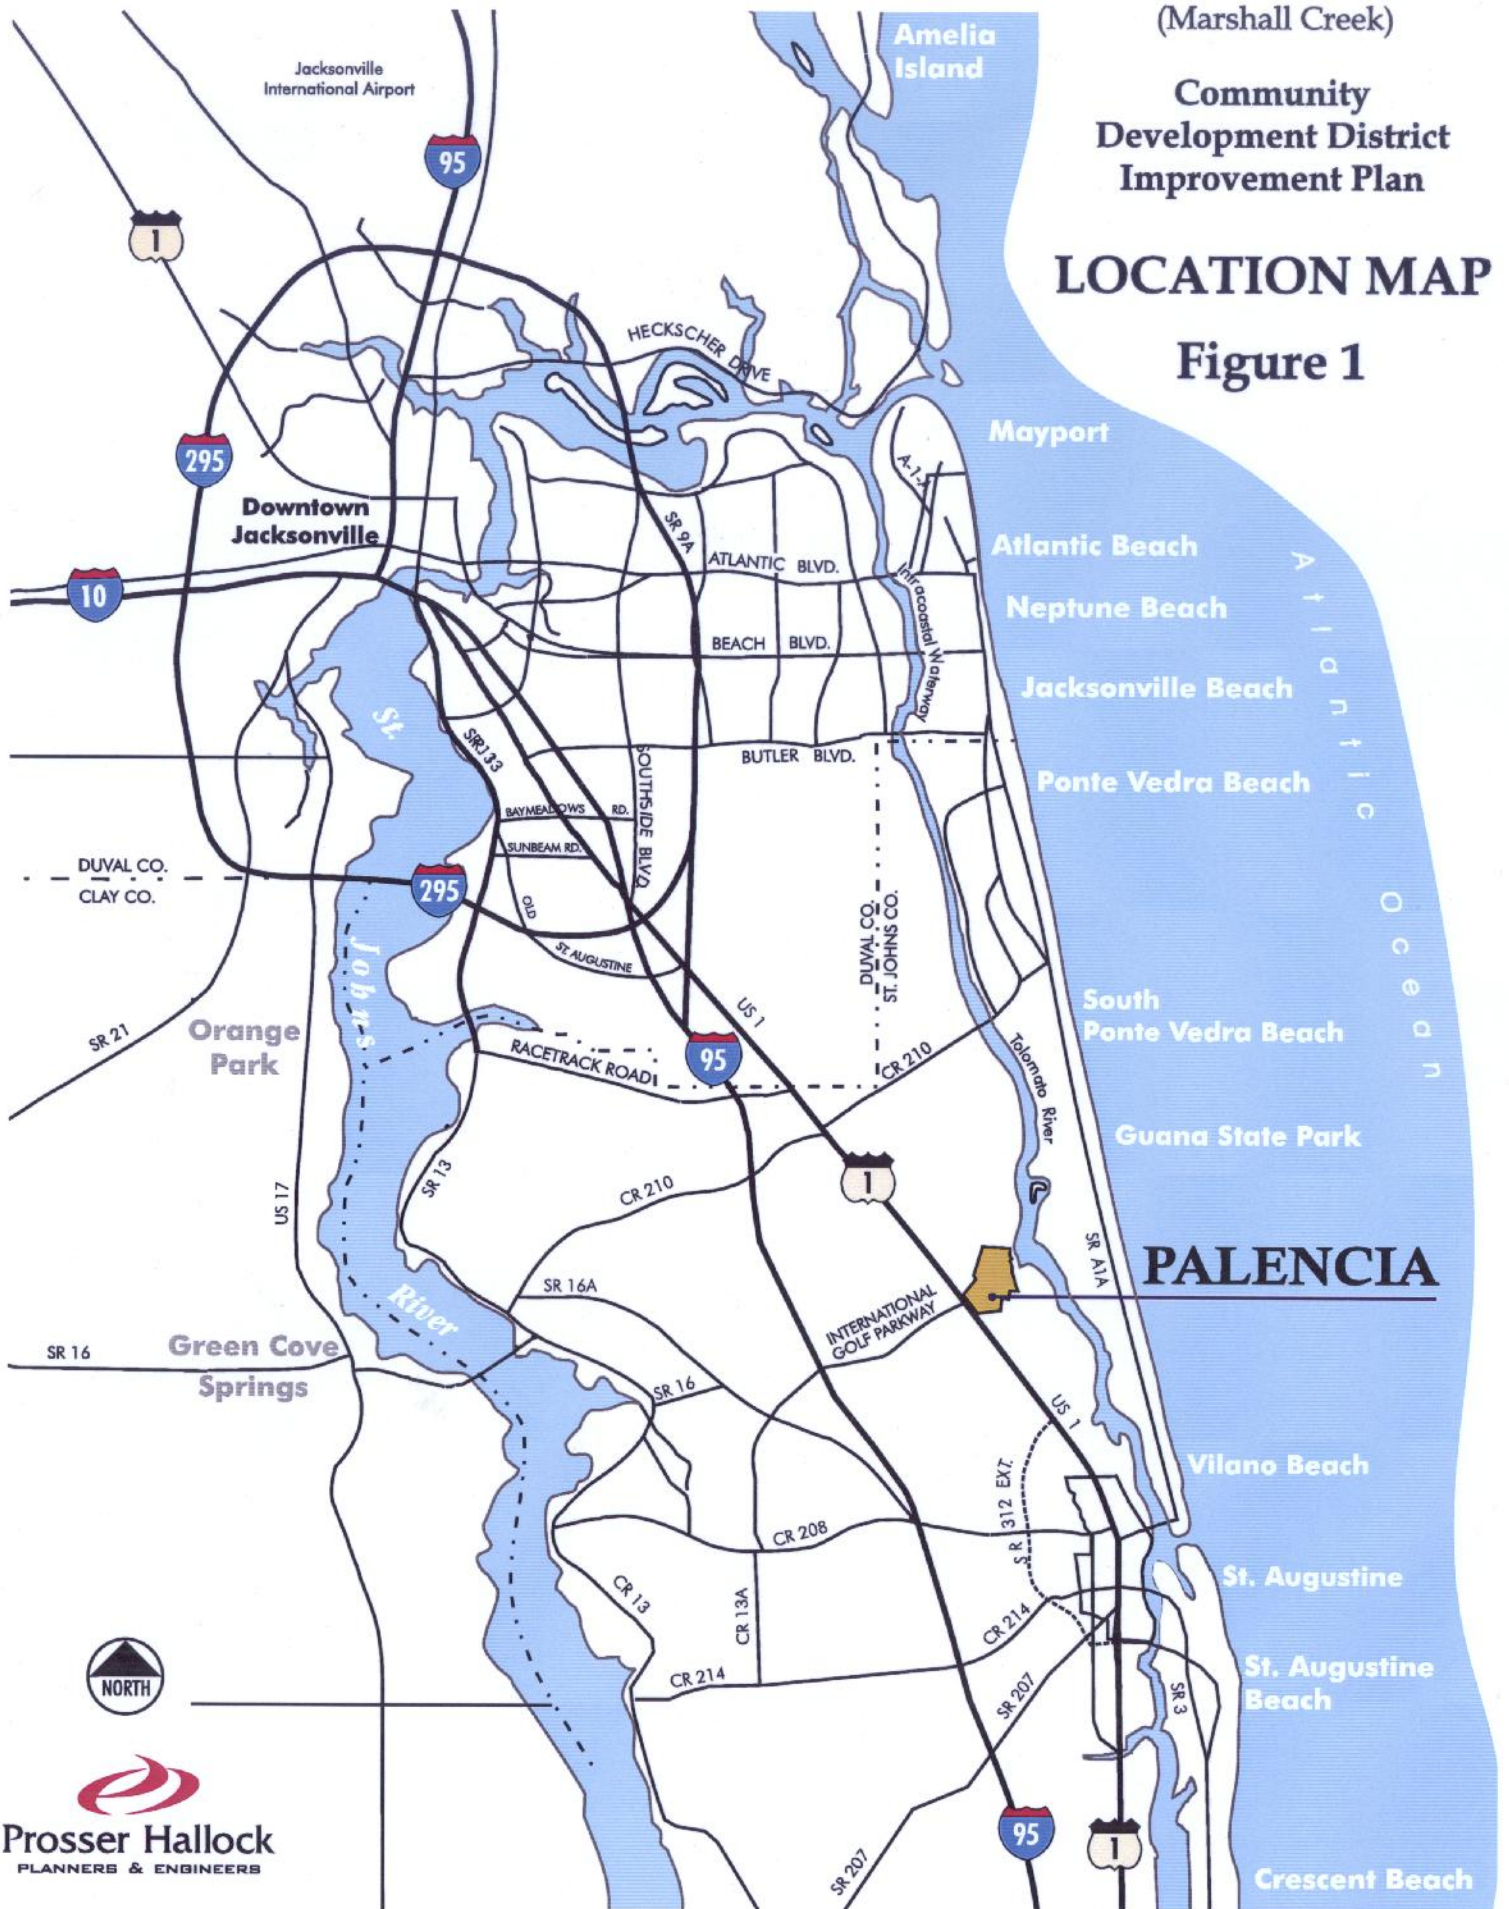 (Marshall Creek)
Community
Development District
Improvement Plan
LOCATION MAP
Figure 1
Amelia
Island
Jacksonville
International Airport
95
1
HECKSCHER DRIVE
Mayport
295
A-1-A
Downtown
Jacksonville
SR 9A
Atlantic Beach
ATLANTIC BLVD.
10
Intracoastal Waterway
Neptune Beach
BEACH BLVD.
Jacksonville Beach
Atlantic Ocean
St. Johns River
SR 13
BUTLER BLVD.
SOUTHSIDE BLVD.
Ponte Vedra Beach
BAYMEADOWS RD.
SUNBEAM RD.
DUVAL CO.
CLAY CO.
295
OLD ST. AUGUSTINE
DUVAL CO.
ST. JOHNS CO.
US 1
South
Ponte Vedra Beach
SR 21
Orange
Park
RACETRACK ROAD
95
CR 210
Tolomato River
Guana State Park
SR 13
1
US 17
CR 210
SR A1A
PALENCIA
SR 16A
INTERNATIONAL
GOLF PARKWAY
SR 16
Green Cove
Springs
SR 16
US 1
Vilano Beach
SR 312 EXT.
CR 208
St. Augustine
CR 13
CR 13A
CR 214
CR 214
St. Augustine
Beach
SR 207
SR 3
NORTH
Prosser Hallock
PLANNERS & ENGINEERS
95
1
SR 207
Crescent Beach